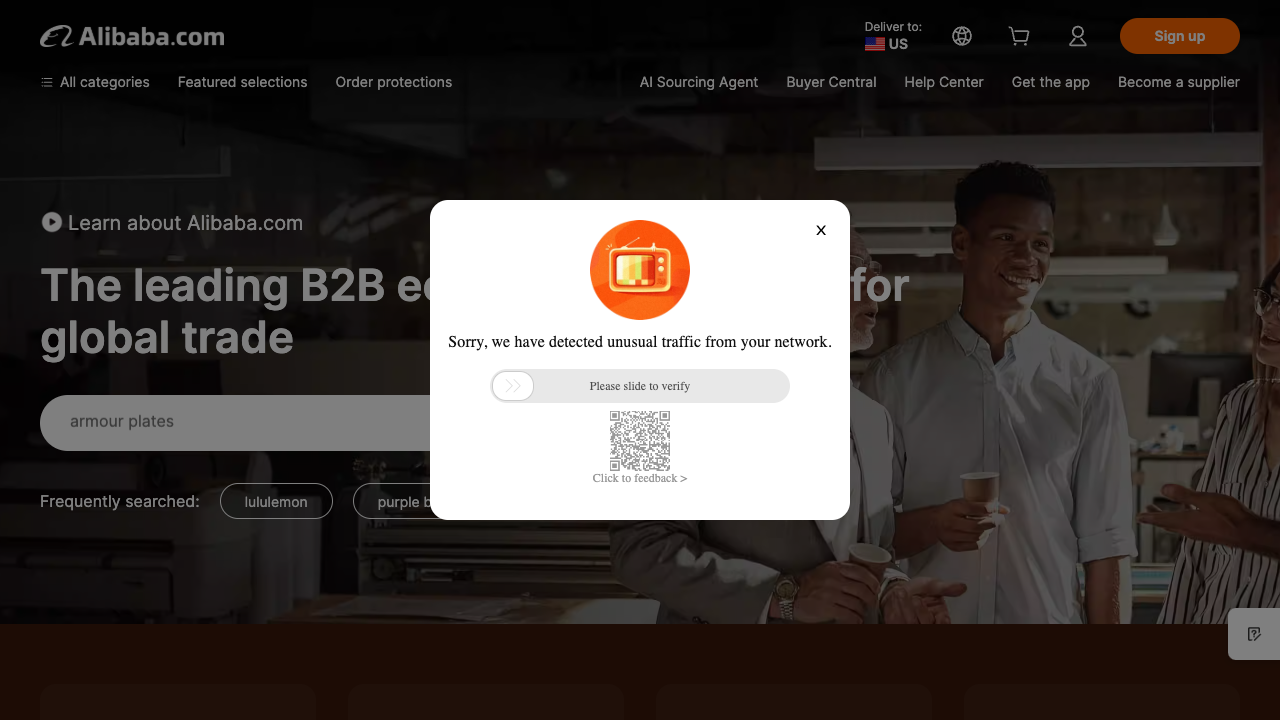 Alibaba.com
Deliver to:
US
Sign up
All categories
Featured selections
Order protections
AI Sourcing Agent
Buyer Central
Help Center
Get the app
Become a supplier
Learn about Alibaba.com
The leading B2B
for
global trade
armour plates
Frequently searched:
lululemon
purple
X
Sorry, we have detected unusual traffic from your network.
Please slide to verify
Click to feedback >